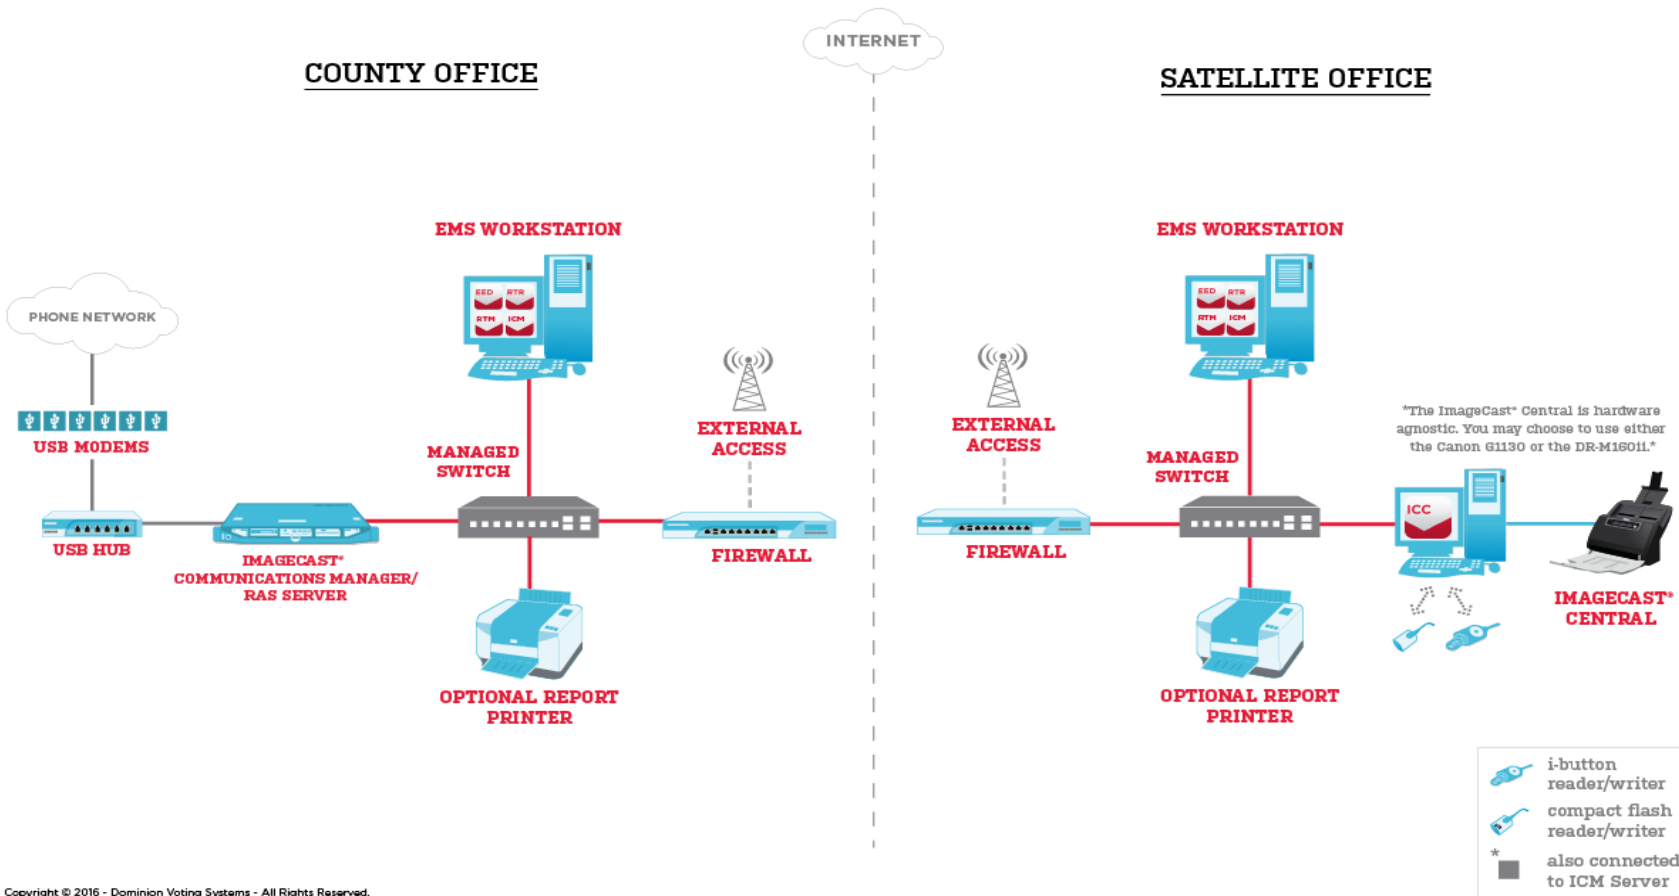 INTERNET
COUNTY OFFICE
SATELLITE OFFICE
EMS WORKSTATION
EED RTR
RTM ICM
PHONE NETWORK
USB MODEMS
USB HUB
IMAGECAST®
COMMUNICATIONS MANAGER/
RAS SERVER
MANAGED
SWITCH
EXTERNAL
ACCESS
FIREWALL
OPTIONAL REPORT
PRINTER
EMS WORKSTATION
EED RTR
RTM ICM
EXTERNAL
ACCESS
FIREWALL
MANAGED
SWITCH
OPTIONAL REPORT
PRINTER
*The ImageCast® Central is hardware
agnostic. You may choose to use either
the Canon G1130 or the DR-M160ii.*
ICC
IMAGECAST®
CENTRAL
i-button
reader/writer
compact flash
reader/writer
* also connected
to ICM Server
Copyright © 2016 - Dominion Voting Systems - All Rights Reserved.